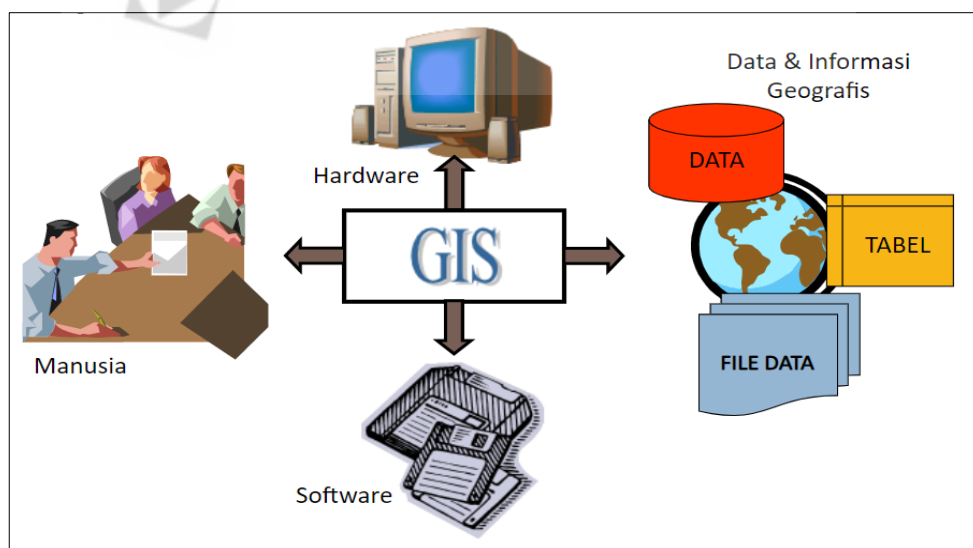 Hardware
Data & Informasi
Geografis
DATA
TABEL
FILE DATA
GIS
Manusia
Software